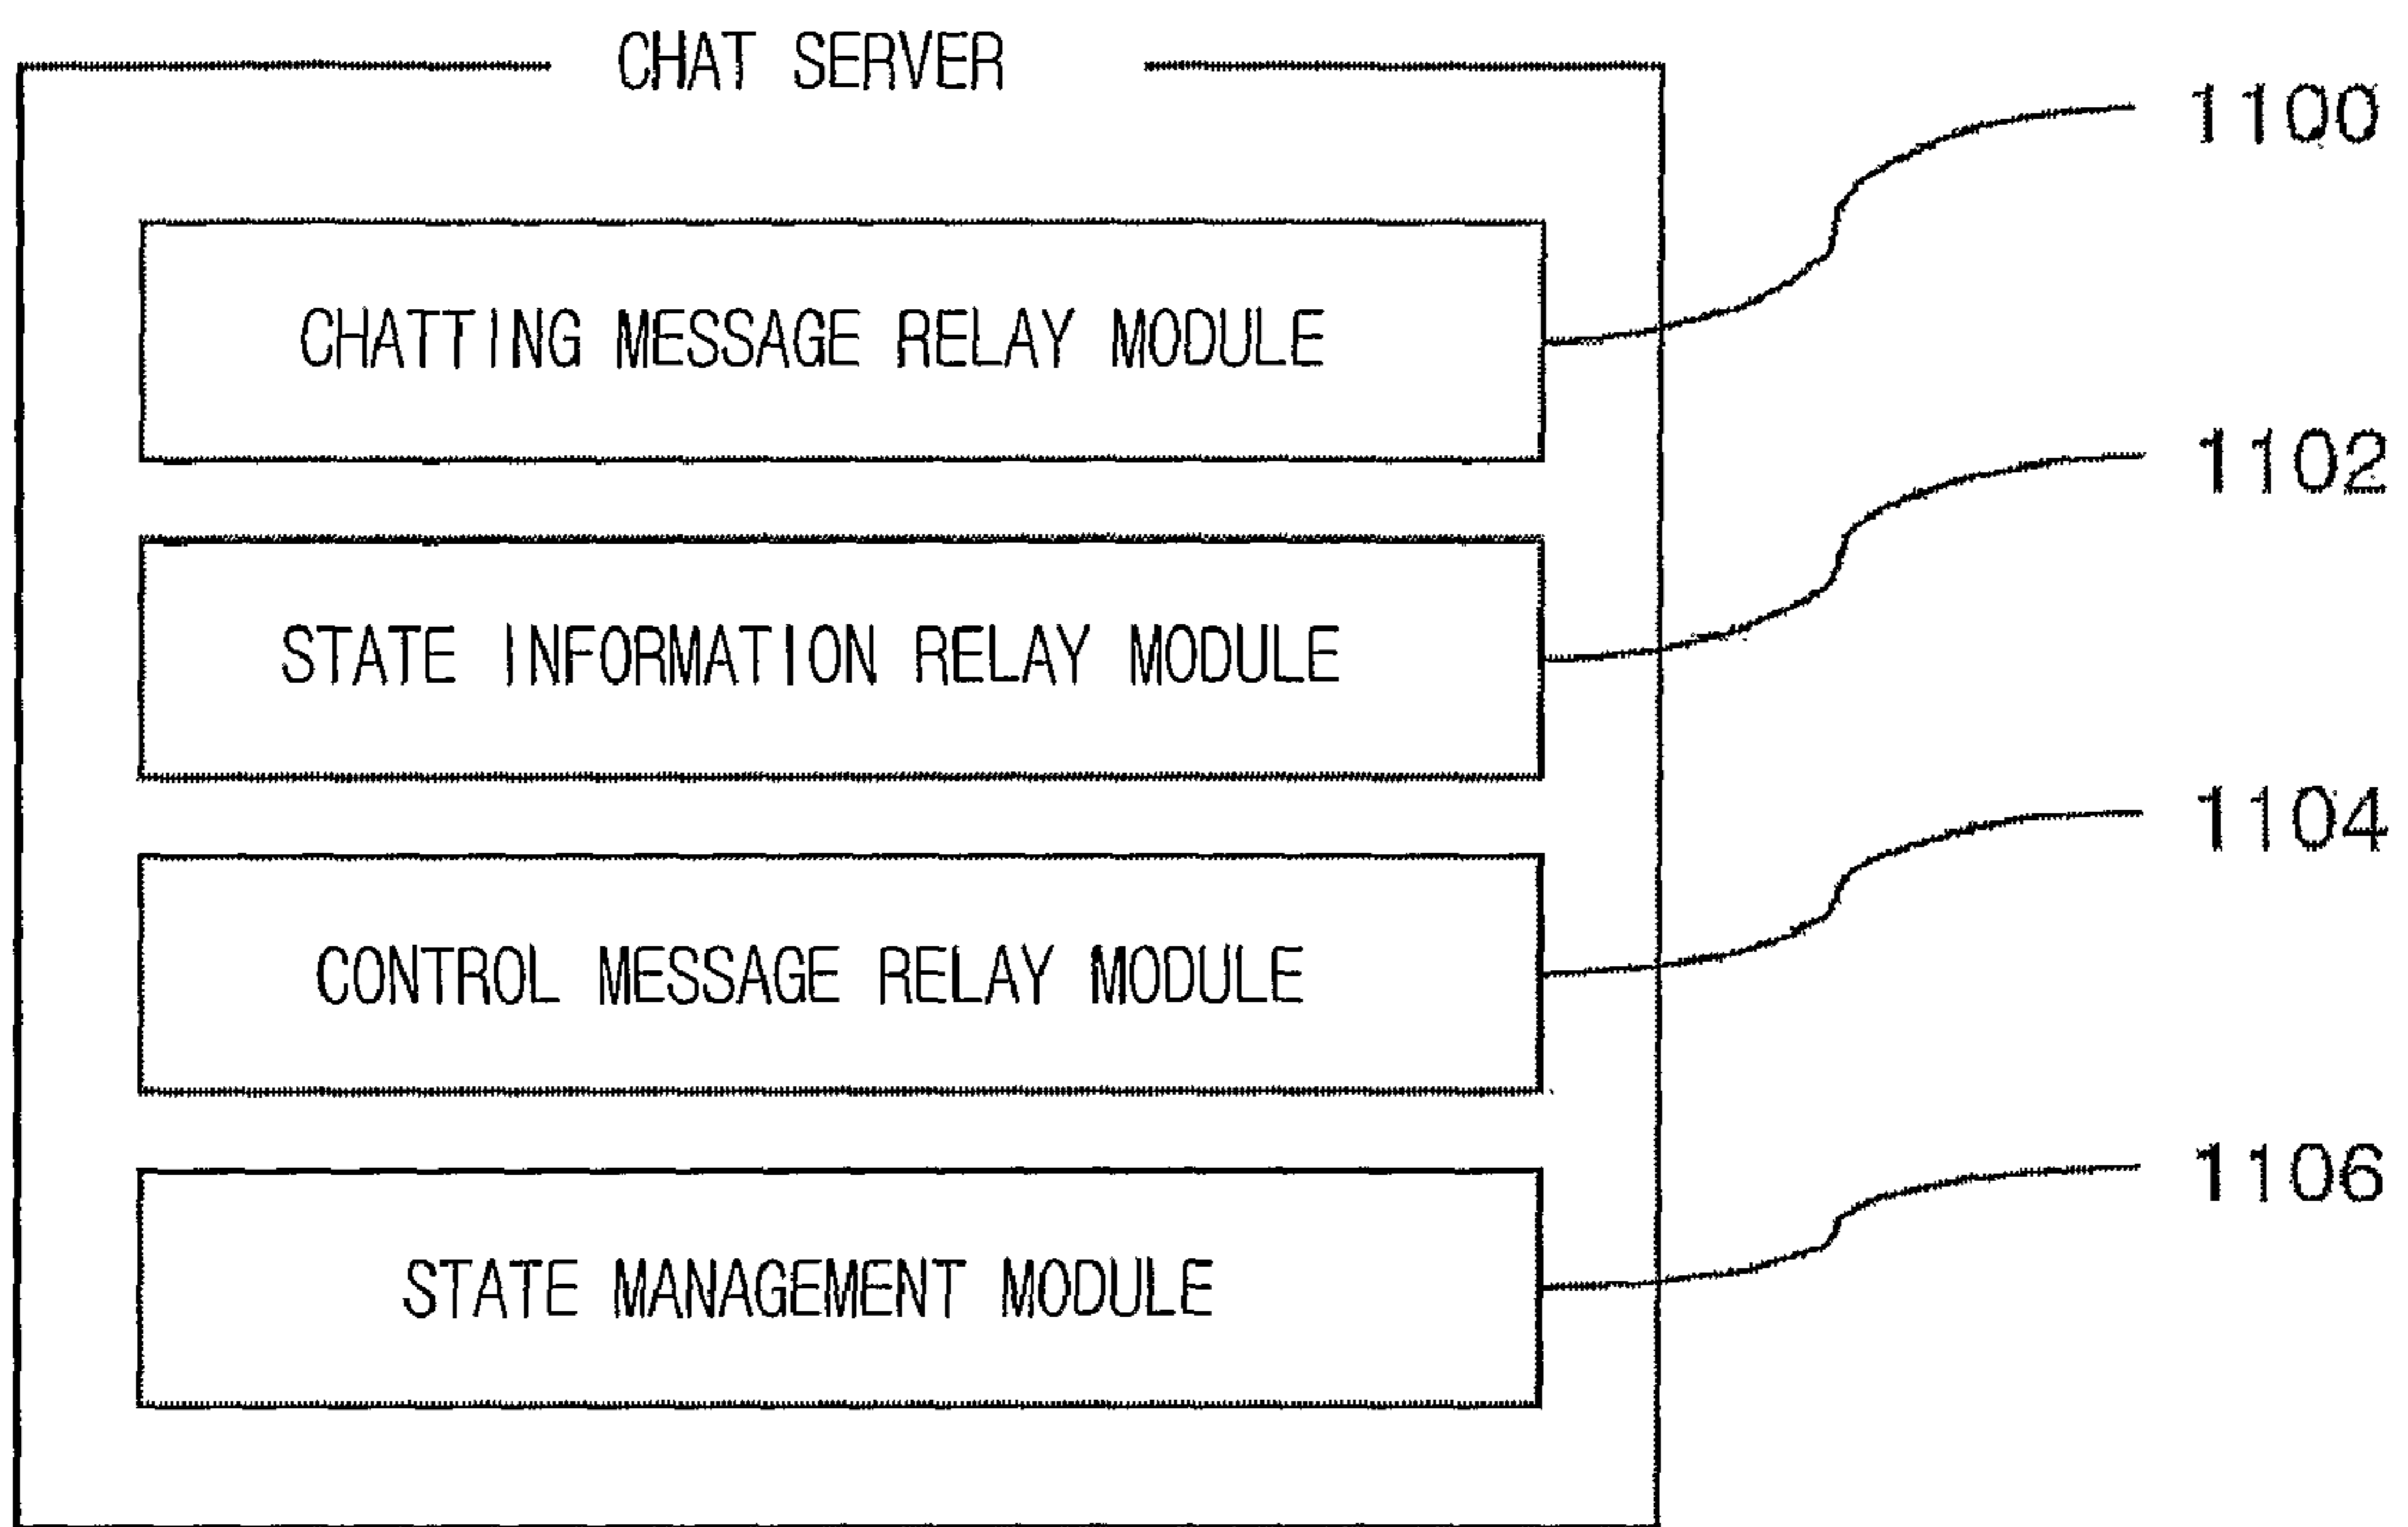 CHAT SERVER
1100
CHATTING MESSAGE RELAY MODULE
1102
STATE INFORMATION RELAY MODULE
1104
CONTROL MESSAGE RELAY MODULE
1106
STATE MANAGEMENT MODULE